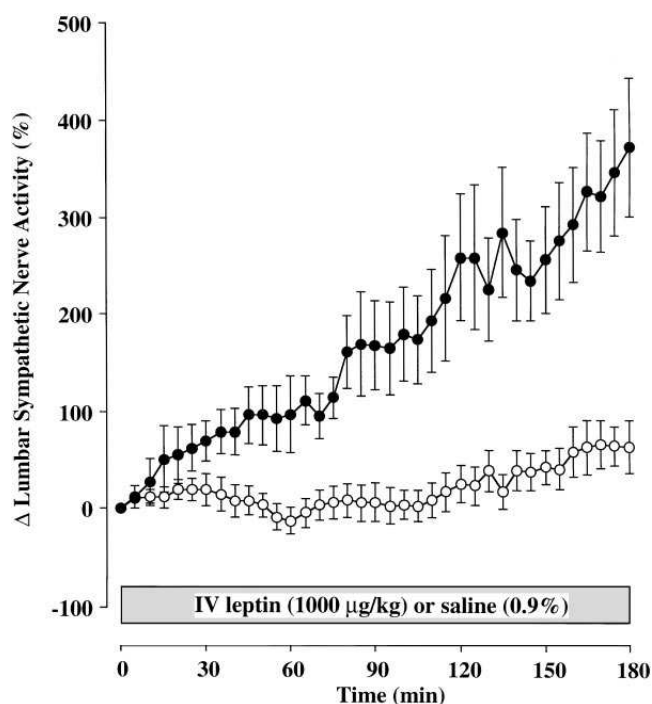 500
400
300
200
100
0
-100
Δ Lumbar Sympathetic Nerve Activity (%)
IV leptin (1000 μg/kg) or saline (0.9%)
0 30 60 90 120 150 180
Time (min)